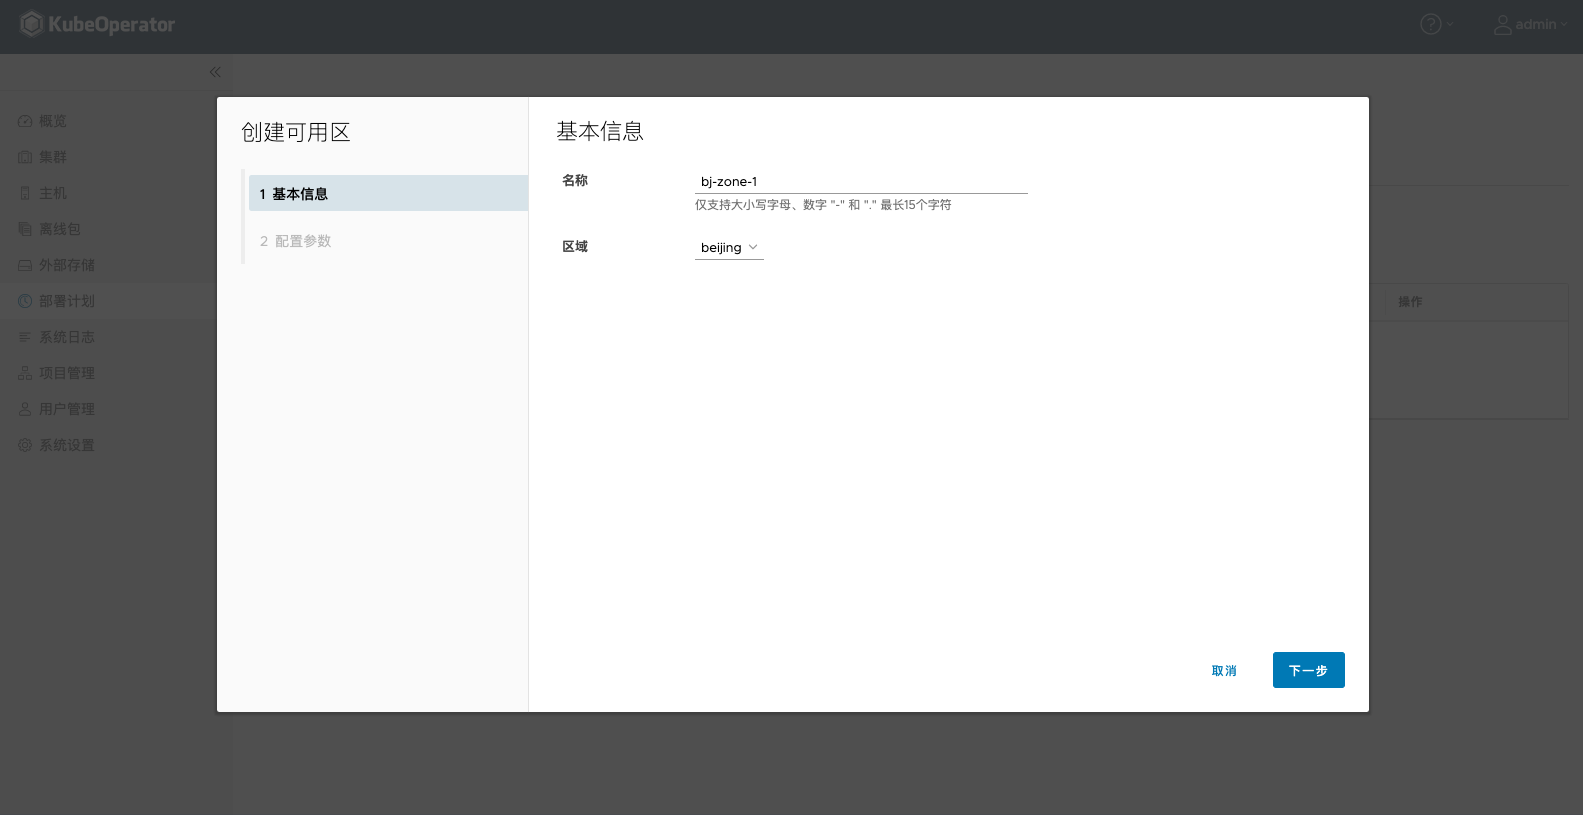 KubeOperator
admin
概览
集群
主机
离线包
外部存储
部署计划
系统日志
项目管理
用户管理
系统设置
操作
创建可用区
1 基本信息
2 配置参数
基本信息
名称
bj-zone-1
仅支持大小写字母、数字 "-" 和 "." 最长15个字符
区域
beijing
取消
下一步